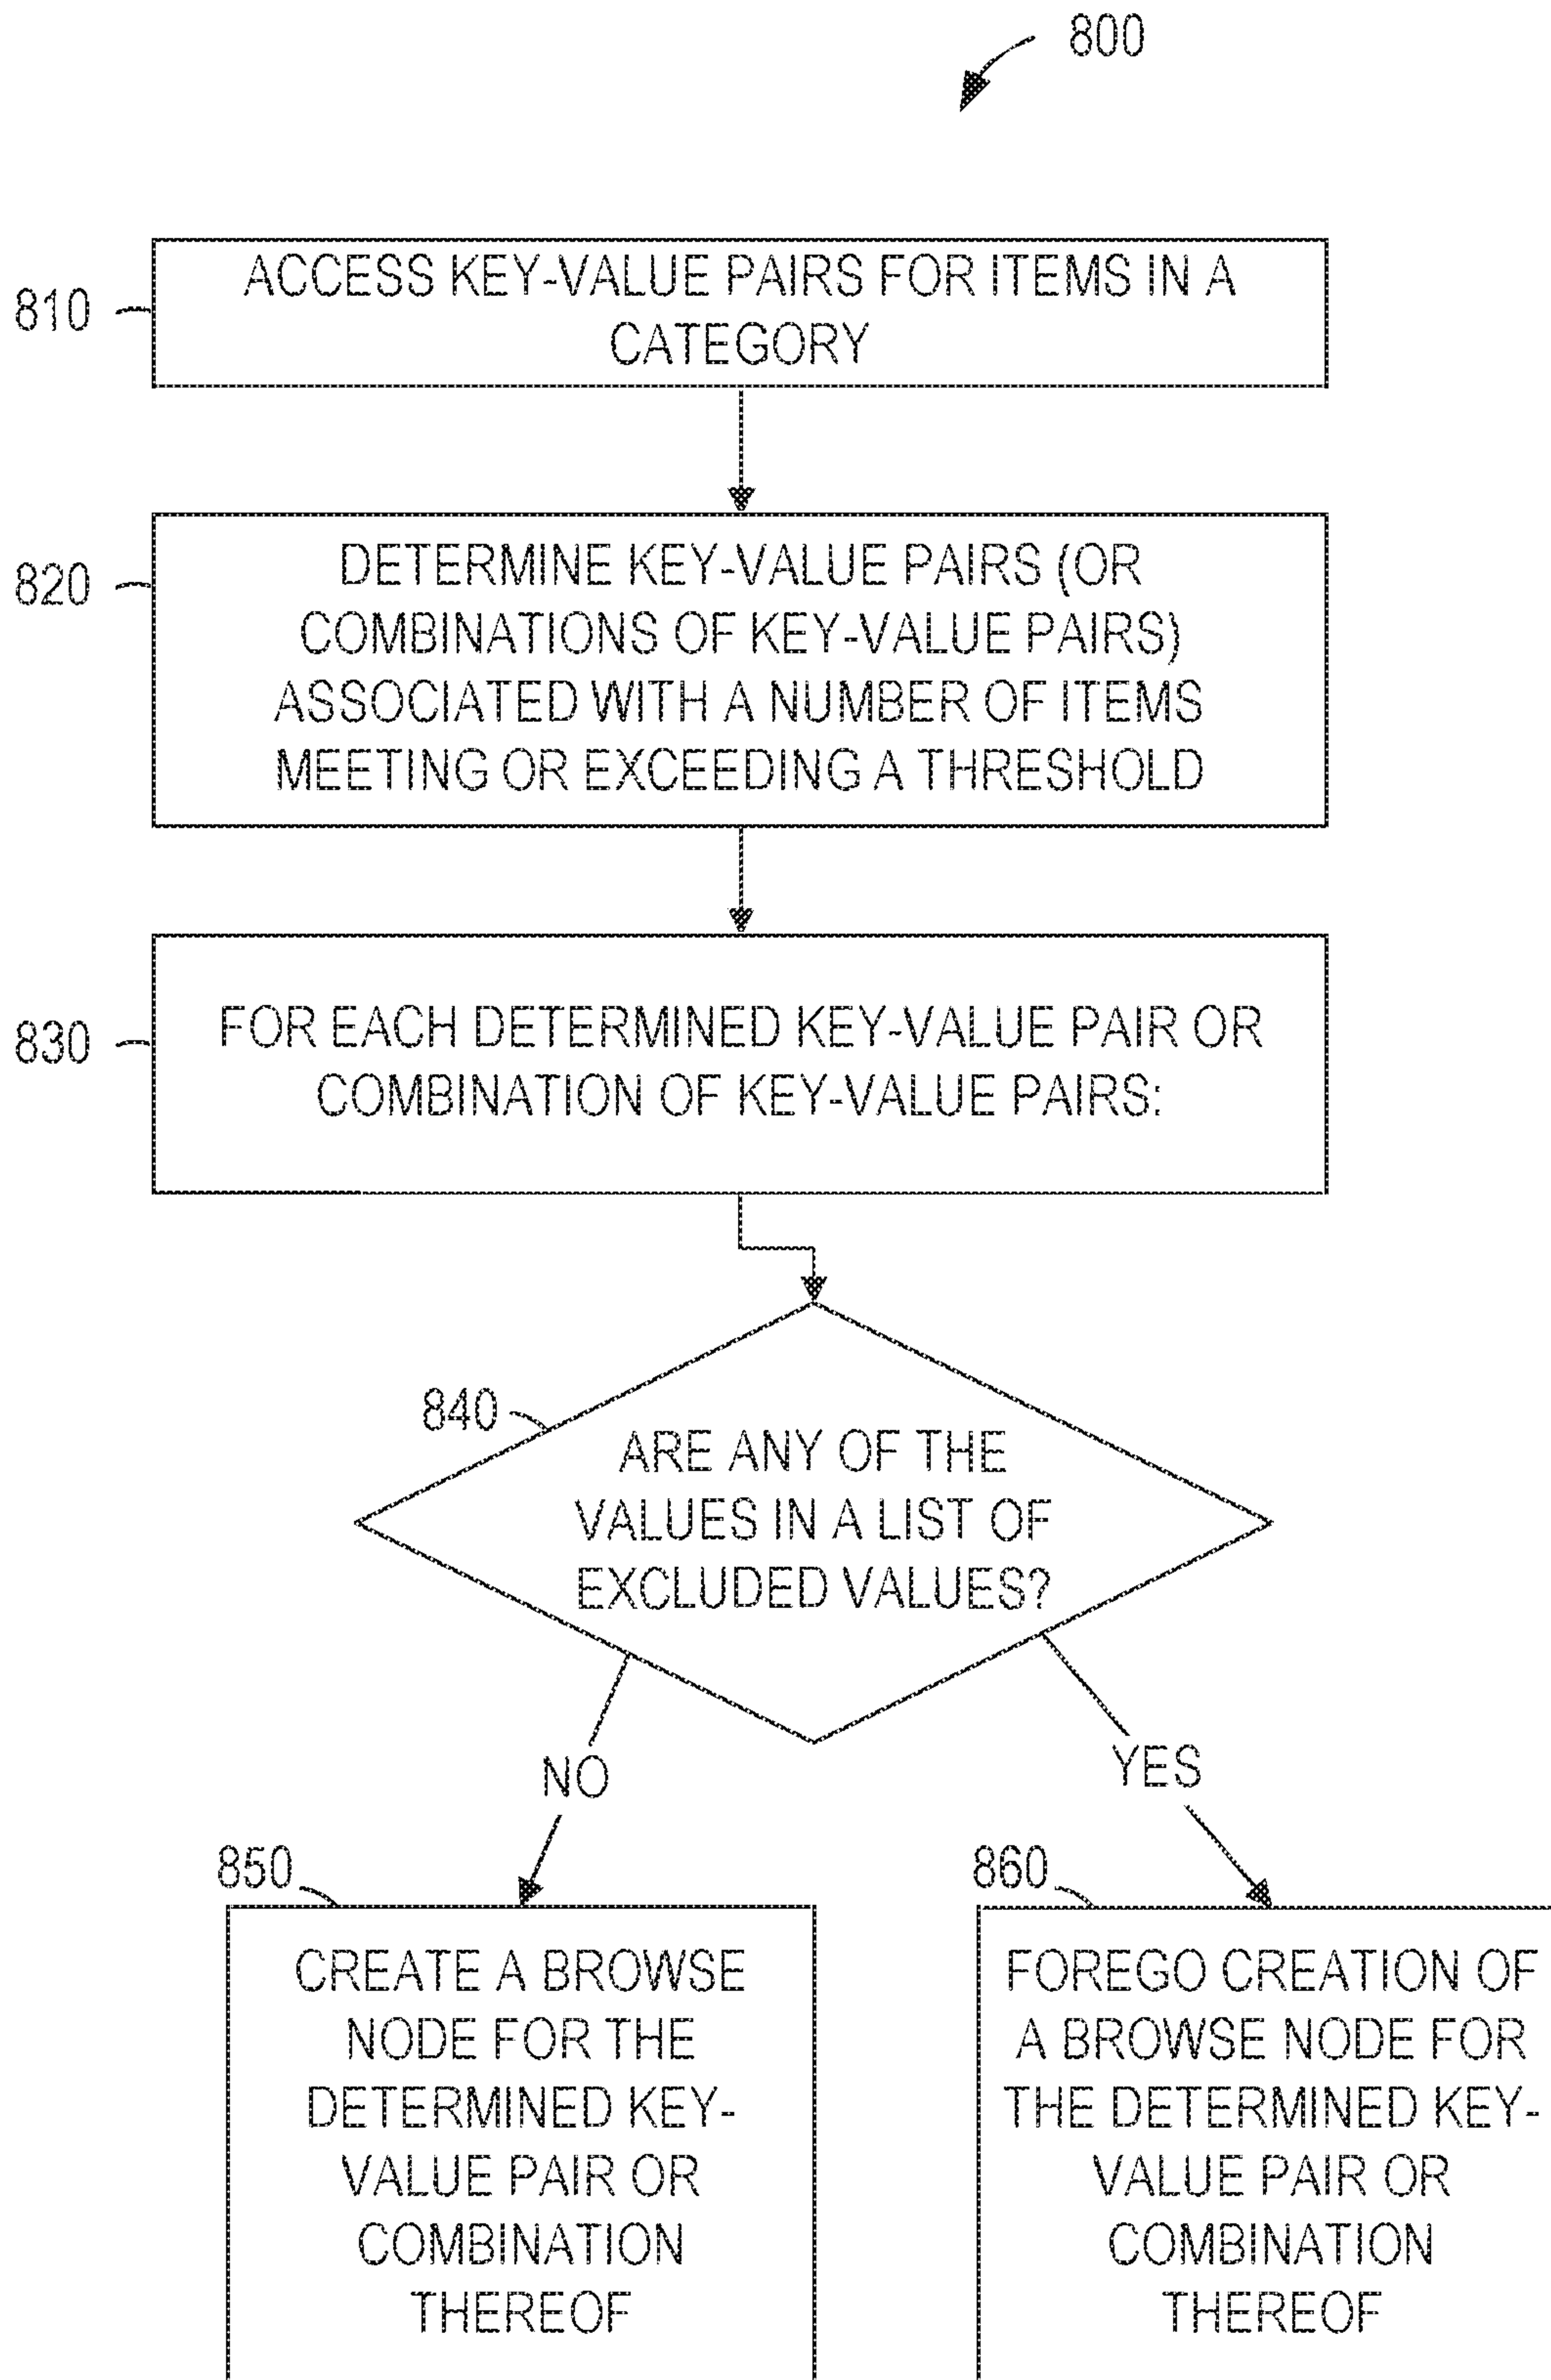 800
810
ACCESS KEY-VALUE PAIRS FOR ITEMS IN A
CATEGORY
820
DETERMINE KEY-VALUE PAIRS (OR
COMBINATIONS OF KEY-VALUE PAIRS)
ASSOCIATED WITH A NUMBER OF ITEMS
MEETING OR EXCEEDING A THRESHOLD
830
FOR EACH DETERMINED KEY-VALUE PAIR OR
COMBINATION OF KEY-VALUE PAIRS:
840
ARE ANY OF THE
VALUES IN A LIST OF
EXCLUDED VALUES?
NO
YES
850
CREATE A BROWSE
NODE FOR THE
DETERMINED KEY-
VALUE PAIR OR
COMBINATION
THEREOF
860
FOREGO CREATION OF
A BROWSE NODE FOR
THE DETERMINED KEY-
VALUE PAIR OR
COMBINATION
THEREOF